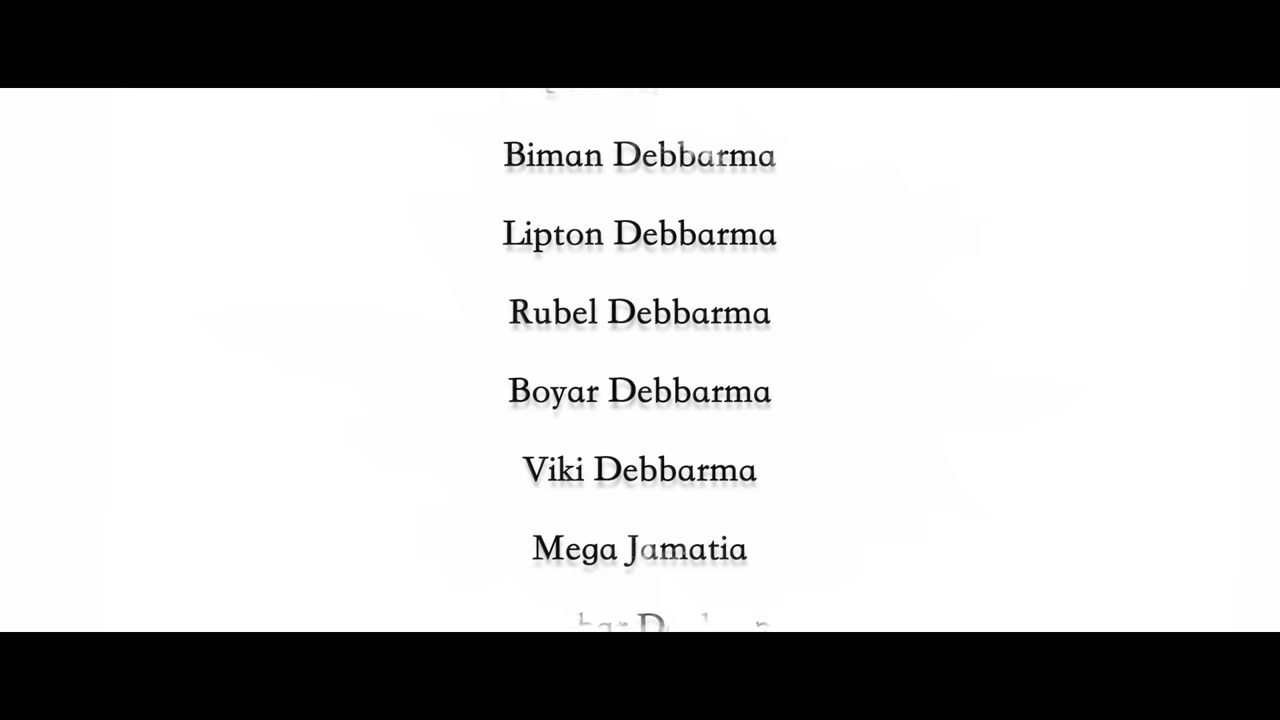 Biman Debbarma
Lipton Debbarma
Rubel Debbarma
Boyar Debbarma
Viki Debbarma
Mega Jamatia